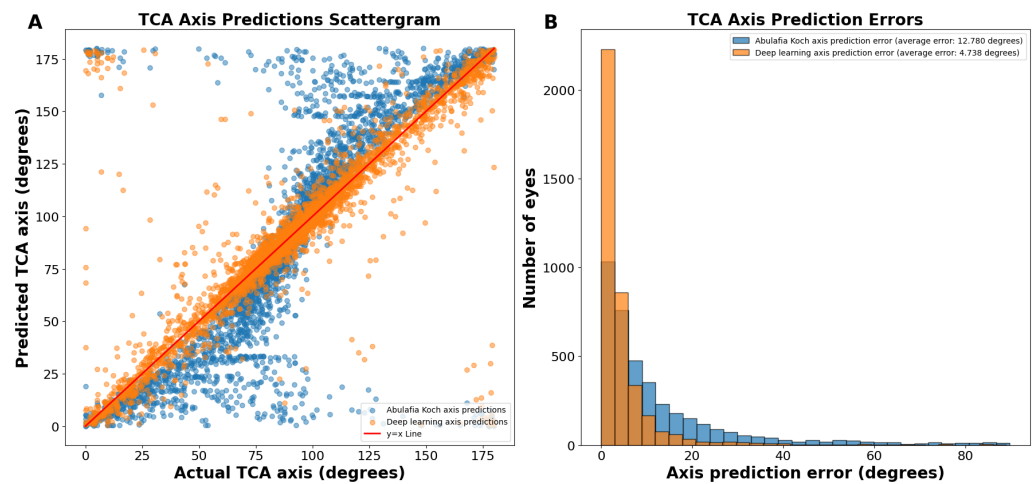 A
TCA Axis Predictions Scattergram
Predicted TCA axis (degrees)
175
150
125
100
75
50
25
0
0
25
50
75
100
125
150
175
Actual TCA axis (degrees)
Abulafia Koch axis predictions
Deep learning axis predictions
y=x Line
B
TCA Axis Prediction Errors
Abulafia Koch axis prediction error (average error: 12.780 degrees)
Deep learning axis prediction error (average error: 4.738 degrees)
Number of eyes
2000
1500
1000
500
0
0
20
40
60
80
Axis prediction error (degrees)